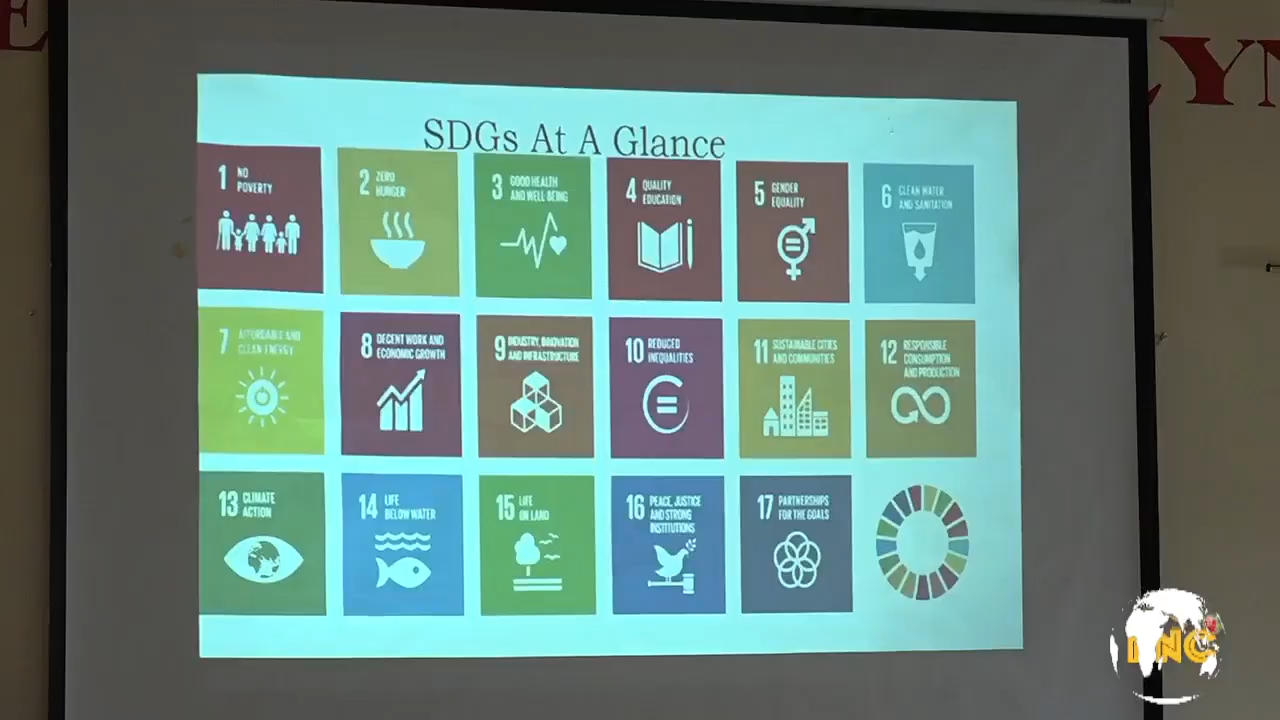 SDGs At A Glance
1 NO
POVERTY
2 ZERO
HUNGER
3 GOOD HEALTH
AND WELL-BEING
4 QUALITY
EDUCATION
5 GENDER
EQUALITY
6 CLEAN WATER
AND SANITATION
7 AFFORDABLE AND
CLEAN ENERGY
8 DECENT WORK AND
ECONOMIC GROWTH
9 INDUSTRY, INNOVATION
AND INFRASTRUCTURE
10 REDUCED
INEQUALITIES
11 SUSTAINABLE CITIES
AND COMMUNITIES
12 RESPONSIBLE
CONSUMPTION
AND PRODUCTION
13 CLIMATE
ACTION
14 LIFE
BELOW WATER
15 LIFE
ON LAND
16 PEACE, JUSTICE
AND STRONG
INSTITUTIONS
17 PARTNERSHIPS
FOR THE GOALS